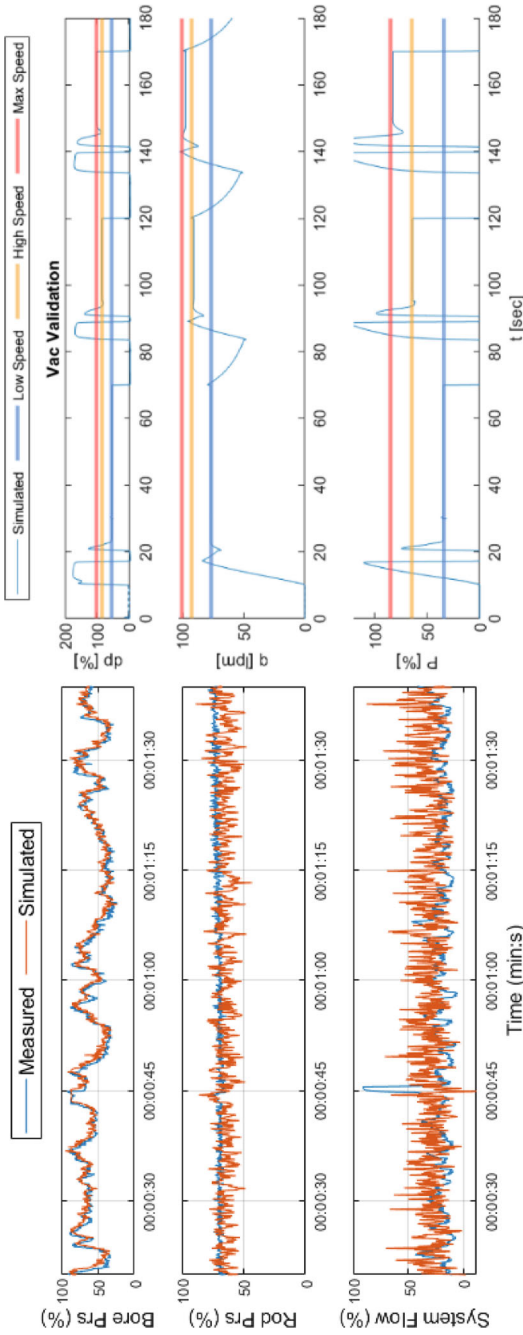 Measured Simulated
Bore Prs (%)
100
50
0
Rod Prs (%)
100
50
0
System Flow (%)
100
50
0
00:00:30 00:00:45 00:01:00 00:01:15 00:01:30
00:00:30 00:00:45 00:01:00 00:01:15 00:01:30
00:00:30 00:00:45 00:01:00 00:01:15 00:01:30
Time (min:s)
Simulated Low Speed High Speed Max Speed
Vac Validation
dp [%]
200
100
0
0 20 40 60 80 100 120 140 160 180
q [lpm]
100
50
0
0 20 40 60 80 100 120 140 160 180
P [%]
100
50
0
0 20 40 60 80 100 120 140 160 180
t [sec]